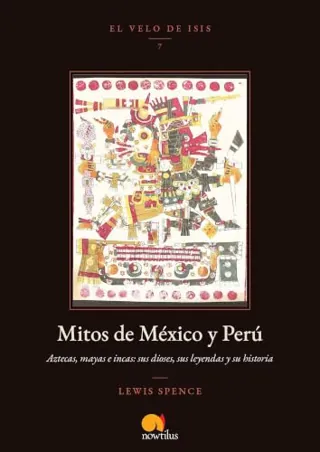 EL VELO DE ISIS
7
Mitos de México y Perú
Aztecas, mayas e incas: sus dioses, sus leyendas y su historia
LEWIS SPENCE
nowtilus